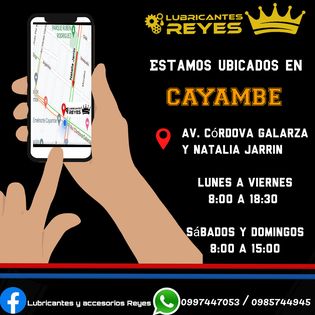 LUBRICANTES
REYES
ESTAMOS UBICADOS EN
CAYAMBE
AV. CÓRDOVA GALARZA
Y NATALIA JARRIN
LUNES A VIERNES
8:00 A 18:30
SÁBADOS Y DOMINGOS
8:00 A 15:00
Lubricantes y accesorios Reyes
0997447053 / 0985744945